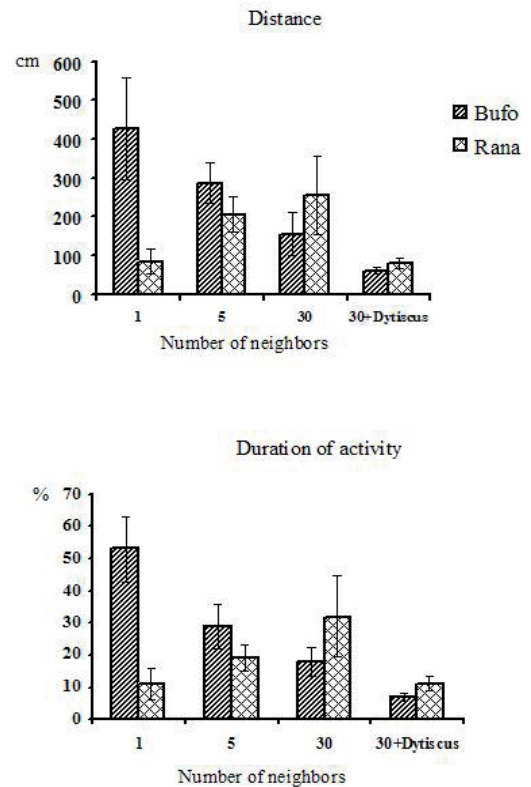 Distance
cm
600
500
400
300
200
100
0
Bufo
Rana
1 5 30 30+Dytiscus
Number of neighbors
Duration of activity
%
70
60
50
40
30
20
10
0
1 5 30 30+Dytiscus
Number of neighbors